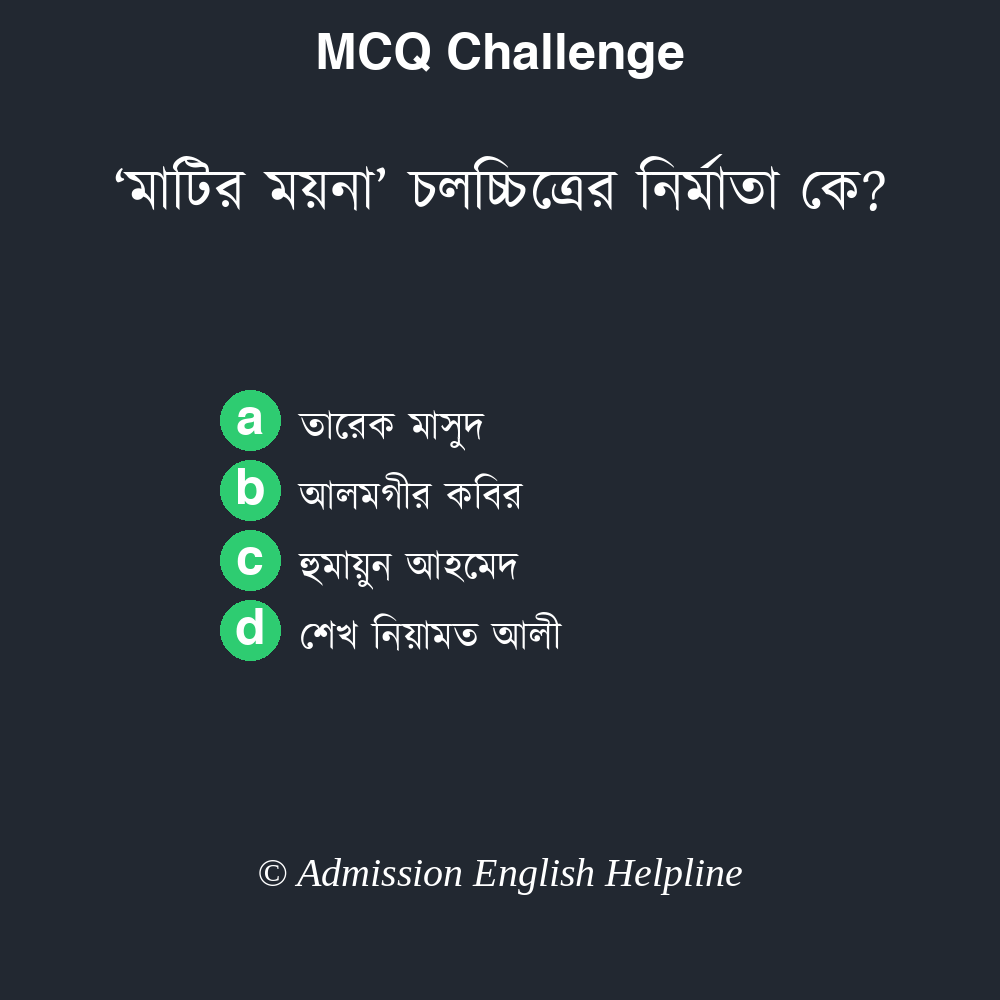 MCQ Challenge
‘মাটির ময়না’ চলচ্চিত্রের নির্মাতা কে?
a তারেক মাসুদ
b আলমগীর কবির
c হুমায়ুন আহমেদ
d শেখ নিয়ামত আলী
© Admission English Helpline